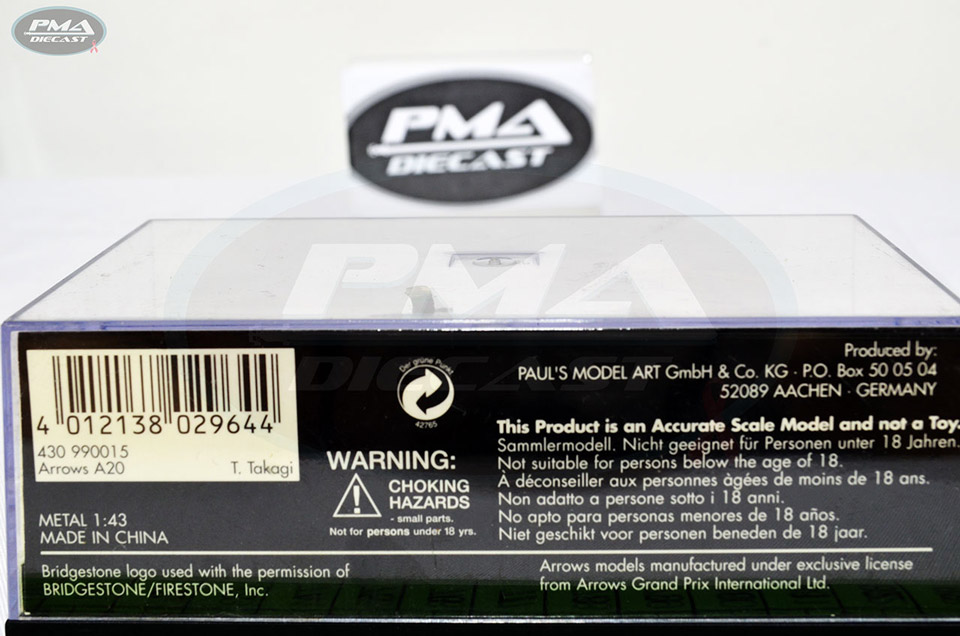 PMA
DIECAST
PMA
DIECAST
PMA
DIECAST
4 012138 029644
430 990015
Arrows A20 T. Takagi
METAL 1:43
MADE IN CHINA
Der grüne Punkt
42765
WARNING:
CHOKING
HAZARDS
- small parts.
Not for persons under 18 yrs.
Produced by:
PAUL'S MODEL ART GmbH & Co. KG · P.O. Box 50 05 04
52089 AACHEN · GERMANY
This Product is an Accurate Scale Model and not a Toy.
Sammlermodell. Nicht geeignet für Personen unter 18 Jahren.
Not suitable for persons below the age of 18.
A déconseiller aux personnes âgées de moins de 18 ans.
Non adatto a persone sotto i 18 anni.
No apto para personas menores de 18 años.
Niet geschikt voor personen beneden de 18 jaar.
Bridgestone logo used with the permission of
BRIDGESTONE/FIRESTONE, Inc.
Arrows models manufactured under exclusive license
from Arrows Grand Prix International Ltd.